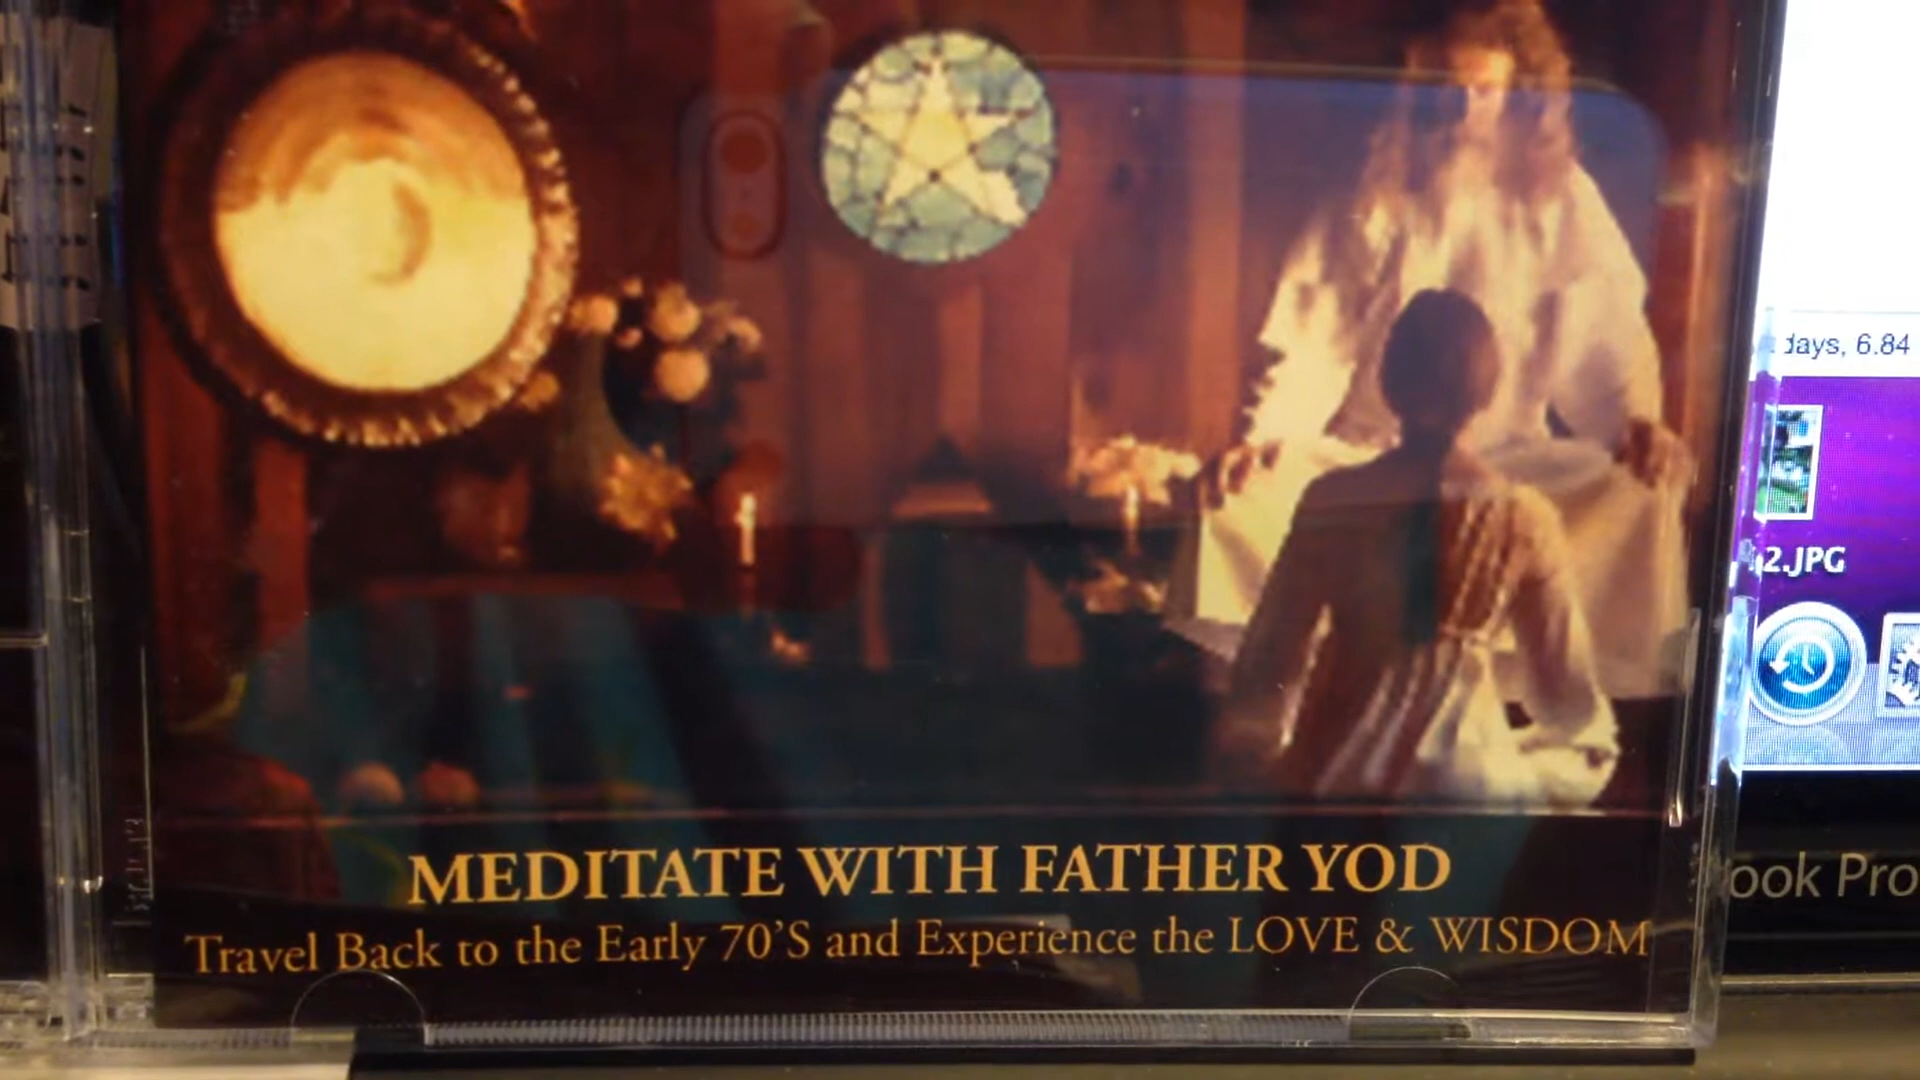 MEDITATE WITH FATHER YOD
Travel Back to the Early 70'S and Experience the LOVE & WISDOM
days, 6.84
2.JPG
ook Pro